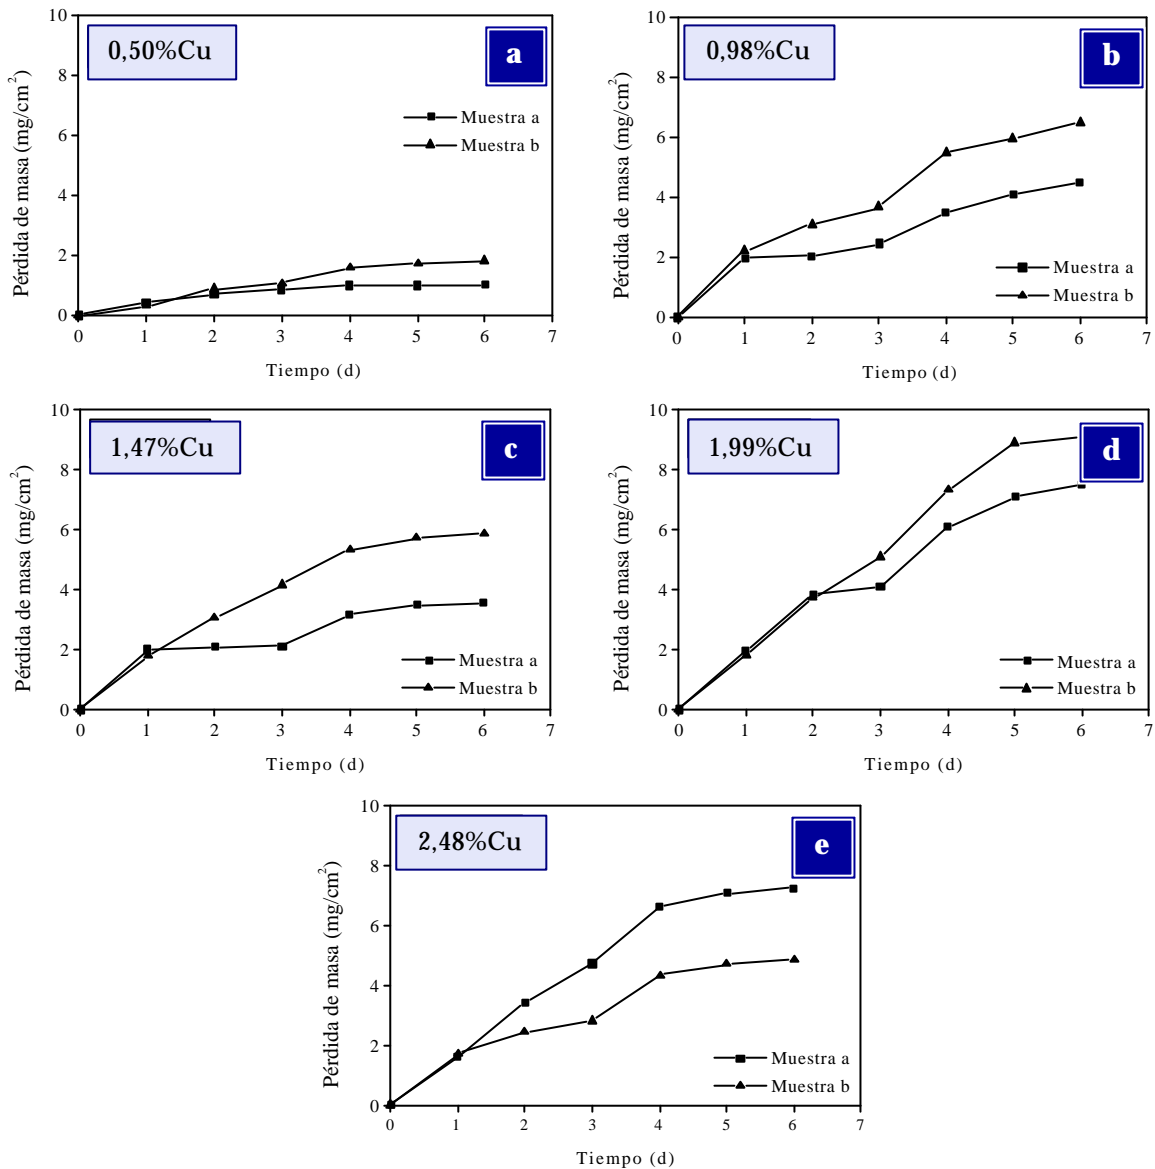 0,50%Cu
a
Pérdida de masa (mg/cm²)
10
8
6
4
2
0
Muestra a
Muestra b
0 1 2 3 4 5 6 7
Tiempo (d)
0,98%Cu
b
Pérdida de masa (mg/cm²)
10
8
6
4
2
0
Muestra a
Muestra b
0 1 2 3 4 5 6 7
Tiempo (d)
1,47%Cu
c
Pérdida de masa (mg/cm²)
10
8
6
4
2
0
Muestra a
Muestra b
0 1 2 3 4 5 6 7
Tiempo (d)
1,99%Cu
d
Pérdida de masa (mg/cm²)
10
8
6
4
2
0
Muestra a
Muestra b
0 1 2 3 4 5 6 7
Tiempo (d)
2,48%Cu
e
Pérdida de masa (mg/cm²)
10
8
6
4
2
0
Muestra a
Muestra b
0 1 2 3 4 5 6 7
Tiempo (d)